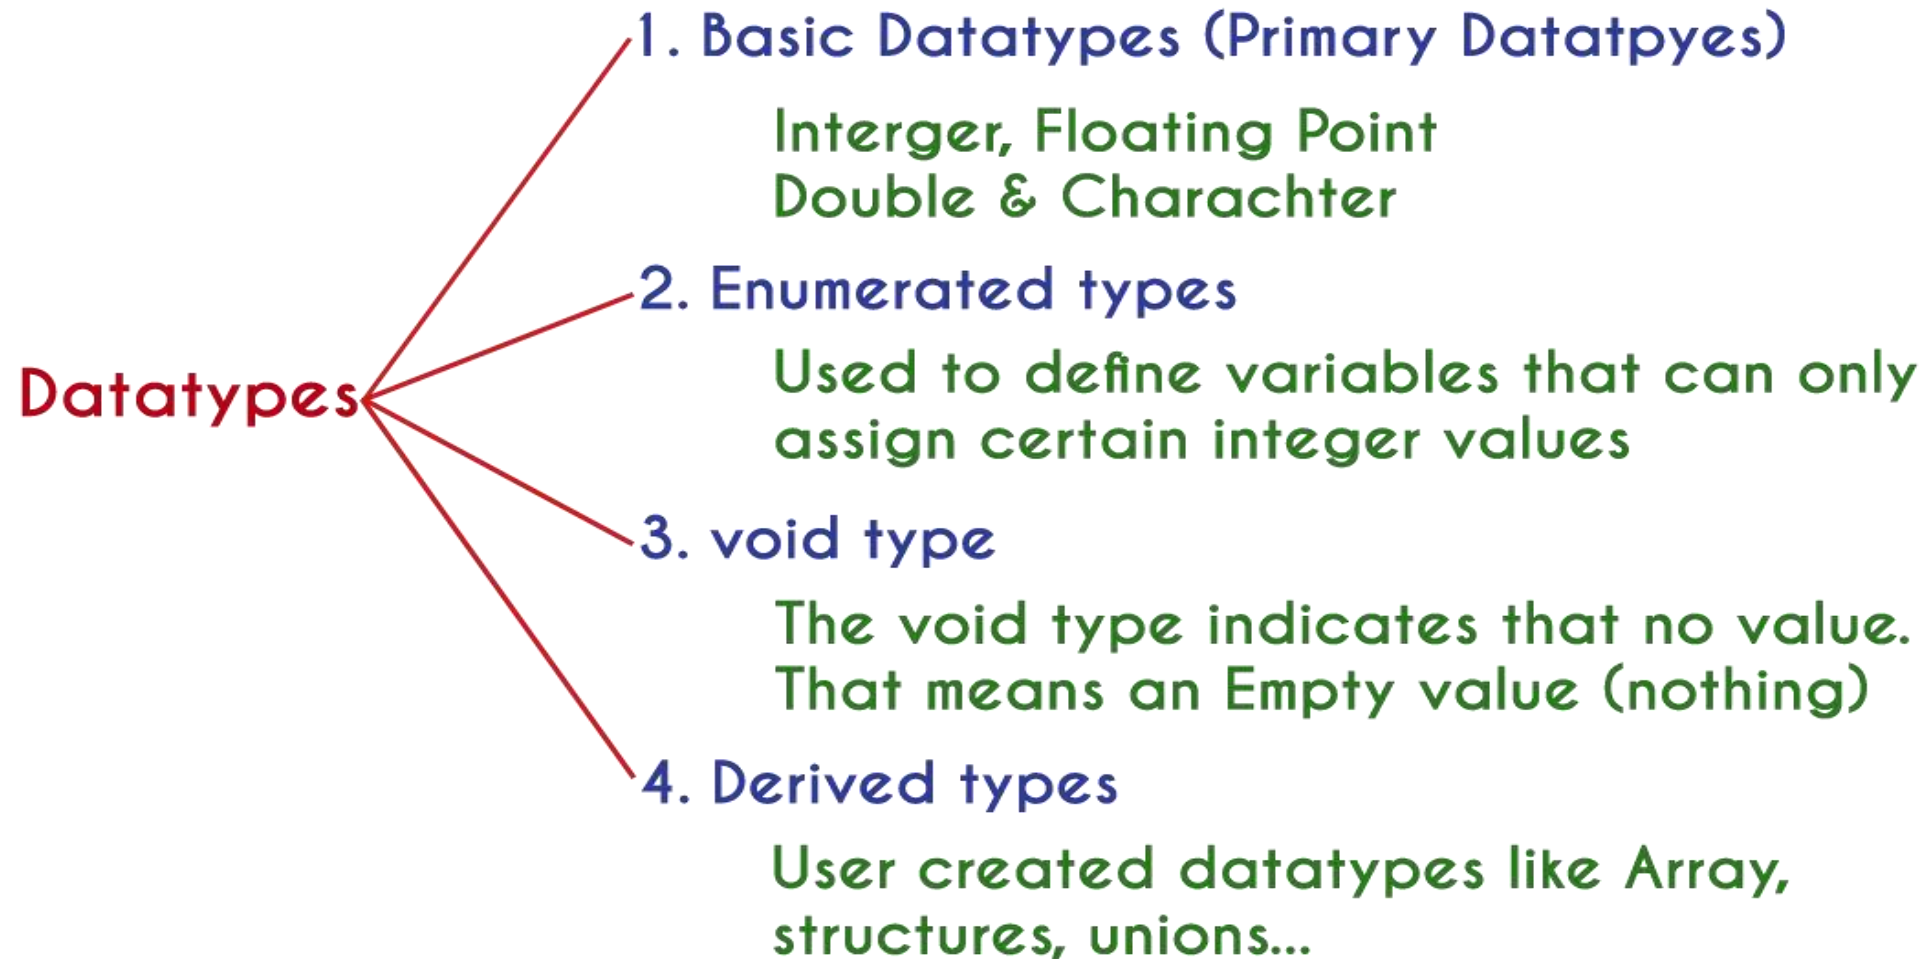 1. Basic Datatypes (Primary Datatpyes)
Interger, Floating Point
Double & Charachter
2. Enumerated types
Used to define variables that can only
assign certain integer values
Datatypes
3. void type
The void type indicates that no value.
That means an Empty value (nothing)
4. Derived types
User created datatypes like Array,
structures, unions...